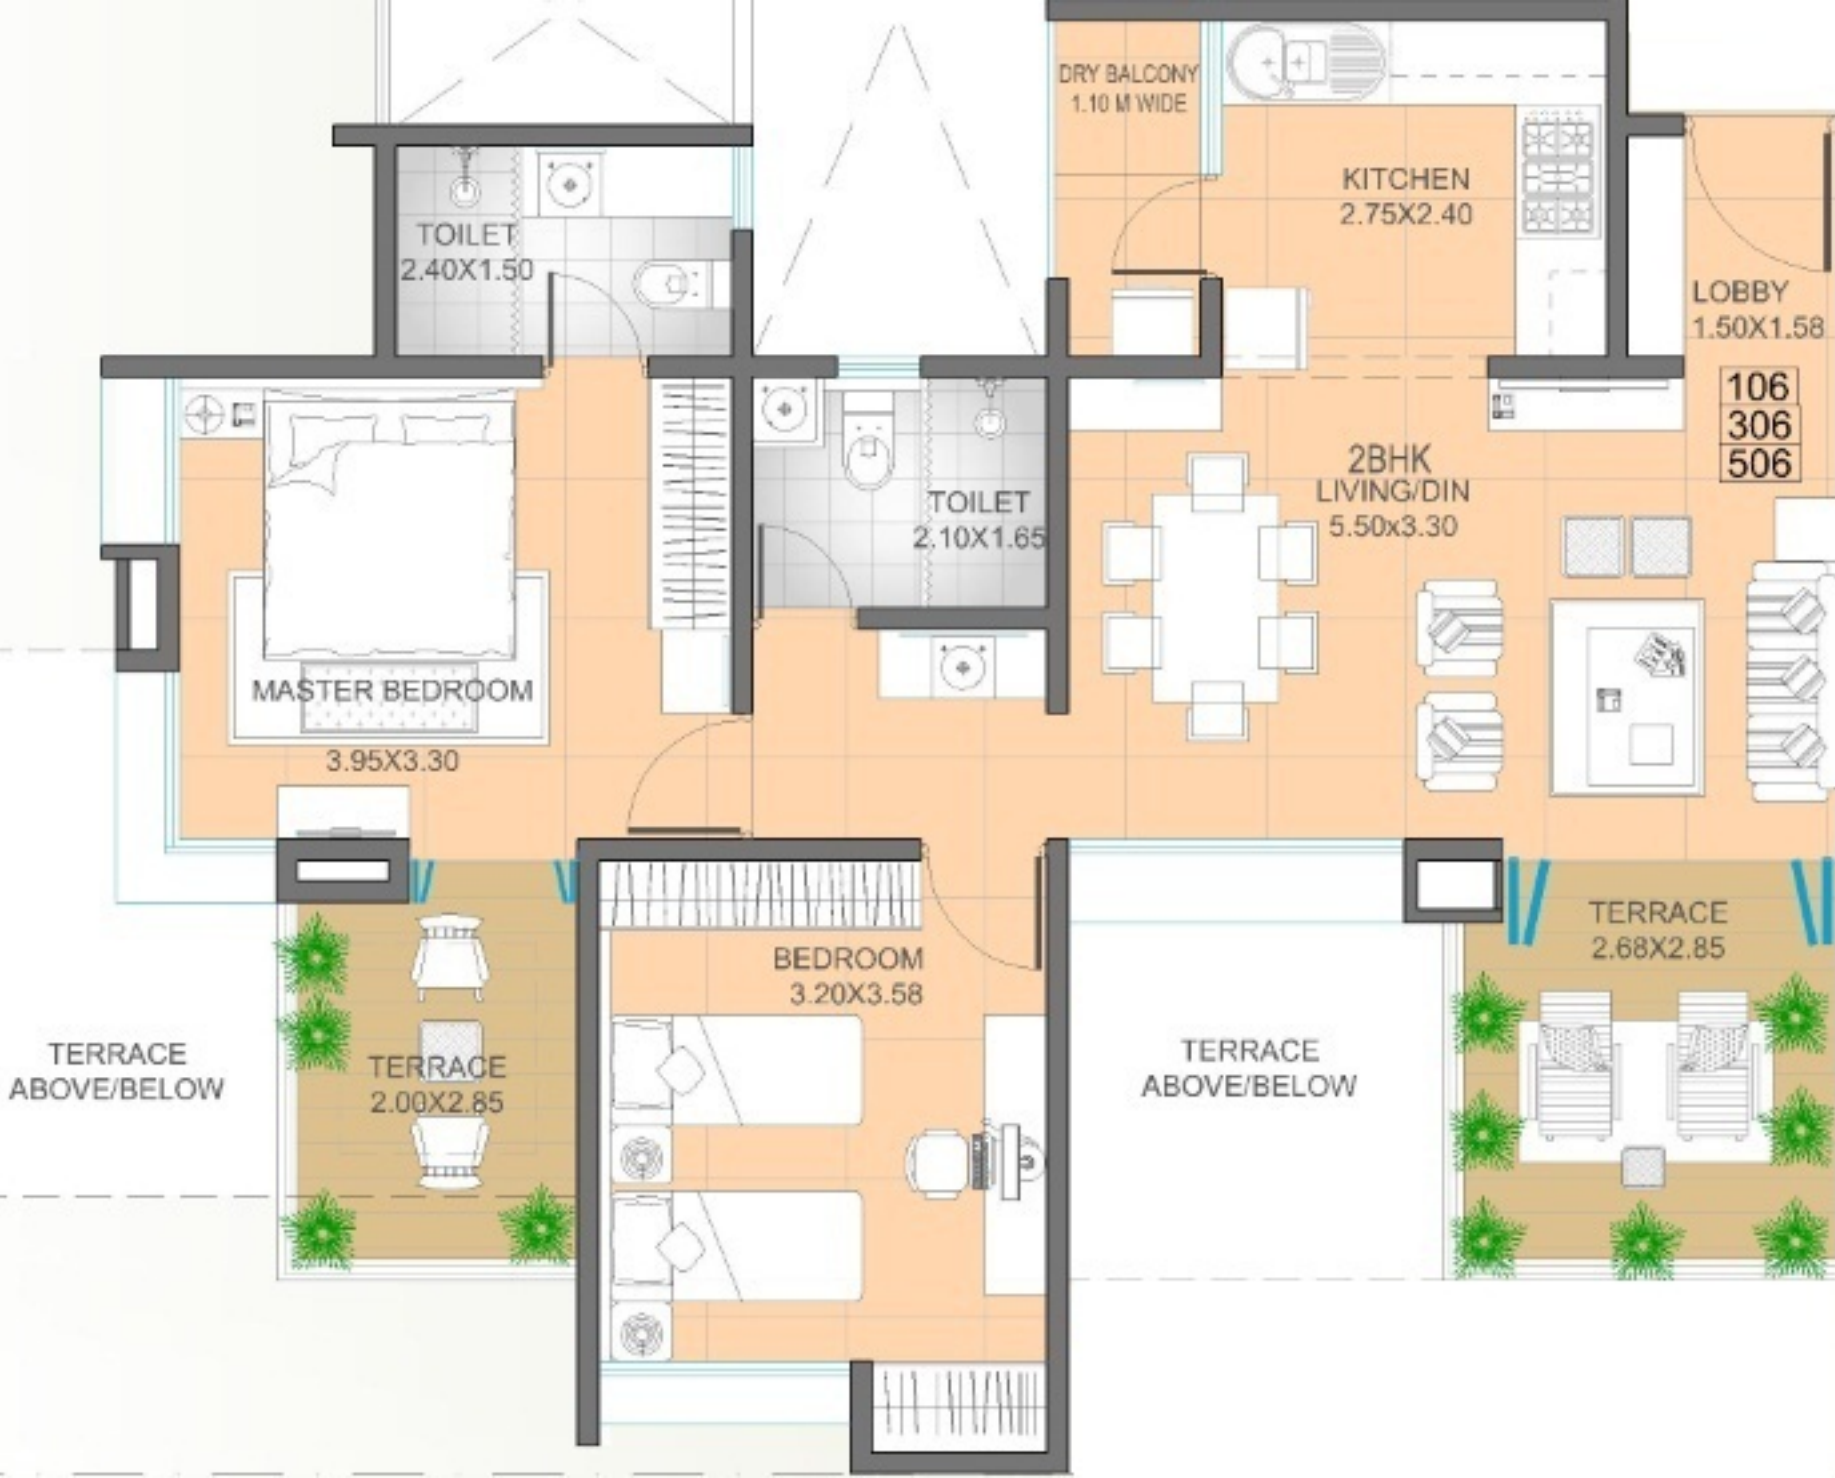 DRY BALCONY
1.10 M WIDE
KITCHEN
2.75X2.40
TOILET
2.40X1.50
LOBBY
1.50X1.58
106
306
506
2BHK
LIVING/DIN
5.50x3.30
TOILET
2.10X1.65
MASTER BEDROOM
3.95X3.30
BEDROOM
3.20X3.58
TERRACE
2.68X2.85
TERRACE
ABOVE/BELOW
TERRACE
2.00X2.85
TERRACE
ABOVE/BELOW